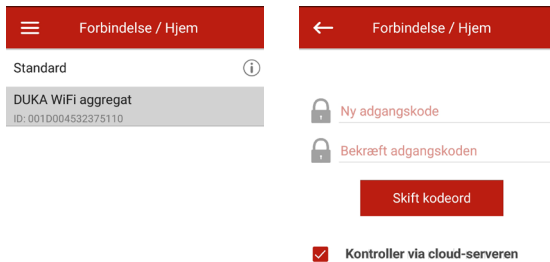 Forbindelse / Hjem
Standard
DUKA WiFi aggregat
ID: 001D004532375110
Forbindelse / Hjem
Ny adgangskode
Bekræft adgangskoden
Skift kodeord
Kontroller via cloud-serveren